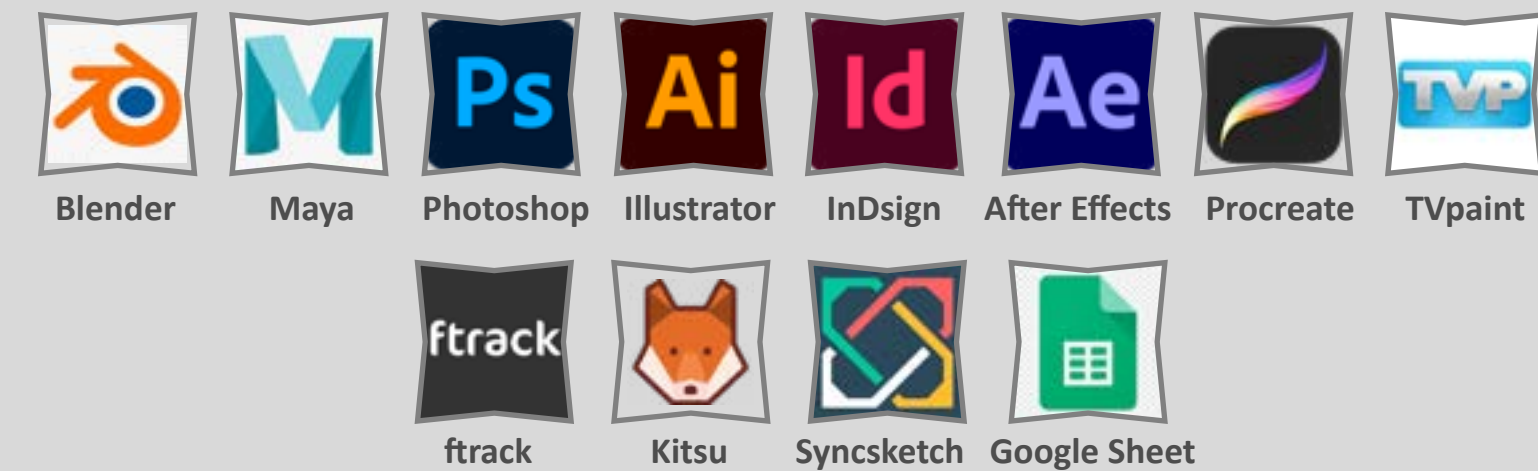 Ps Ai Id Ae TVP
Blender Maya Photoshop Illustrator InDsign After Effects Procreate TVpaint
ftrack
ftrack Kitsu Syncsketch Google Sheet